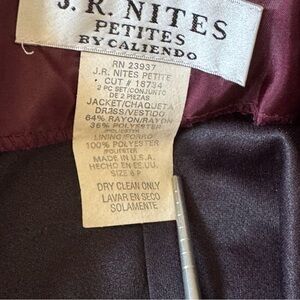 J.R. NITES
PETITES
BY CALIENDO
RN 23937
J.R. NITES PETITE
CUT # 18734
2 PC SET/CONJUNTO
DE 2 PIEZAS
JACKET/CHAQUETA
DRESS/VESTIDO
64% RAYON/RAYON
36% POLYESTER
/POLIESTER
LINING/FORRO
100% POLYESTER
/POLIESTER
MADE IN U.S.A.
HECHO EN EE.UU.
SIZE 6 P
DRY CLEAN ONLY
LAVAR EN SECO
SOLAMENTE